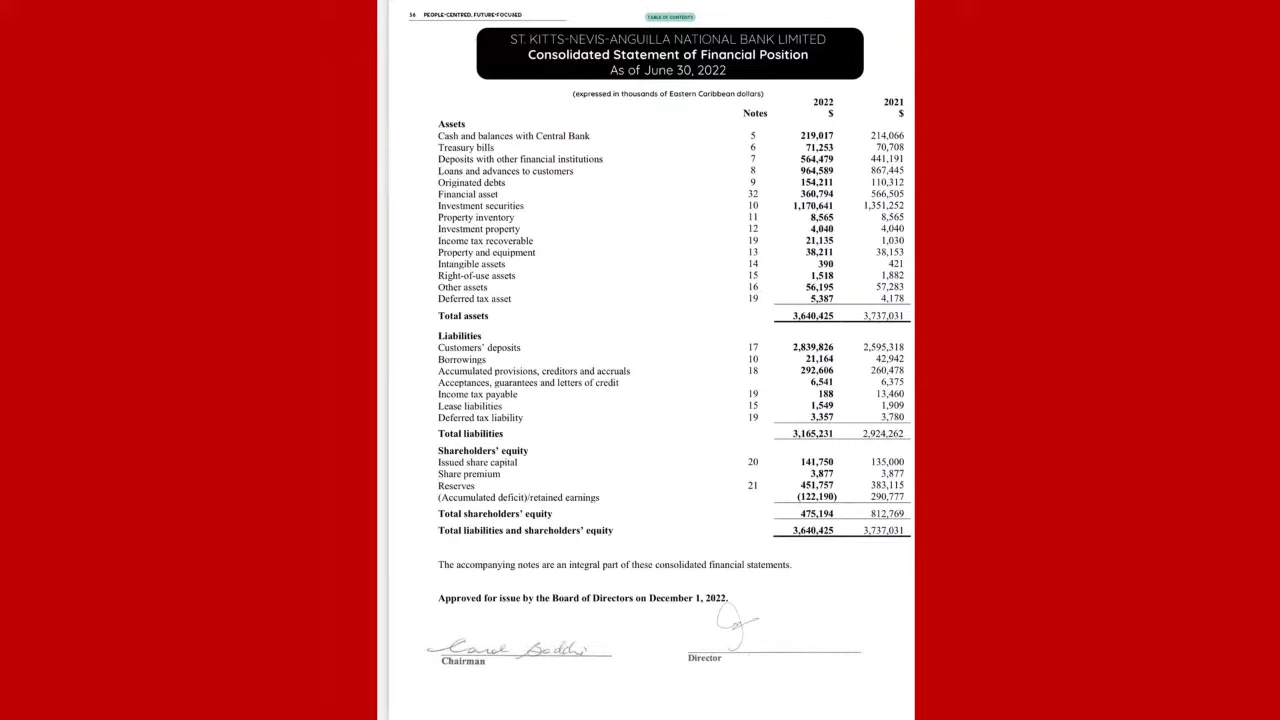 36 PEOPLE-CENTRED, FUTURE-FOCUSED
TABLE OF CONTENTS
ST. KITTS-NEVIS-ANGUILLA NATIONAL BANK LIMITED
Consolidated Statement of Financial Position
As of June 30, 2022
(expressed in thousands of Eastern Caribbean dollars)
2022 2021
Notes $ $
Assets
Cash and balances with Central Bank 5 219,017 214,066
Treasury bills 6 71,253 70,708
Deposits with other financial institutions 7 564,479 441,191
Loans and advances to customers 8 964,589 867,445
Originated debts 9 154,211 110,312
Financial asset 32 360,794 566,505
Investment securities 10 1,170,641 1,351,252
Property inventory 11 8,565 8,565
Investment property 12 4,040 4,040
Income tax recoverable 19 21,135 1,030
Property and equipment 13 38,211 38,153
Intangible assets 14 390 421
Right-of-use assets 15 1,518 1,882
Other assets 16 56,195 57,283
Deferred tax asset 19 5,387 4,178
Total assets 3,640,425 3,737,031
Liabilities
Customers' deposits 17 2,839,826 2,595,318
Borrowings 10 21,164 42,942
Accumulated provisions, creditors and accruals 18 292,606 260,478
Acceptances, guarantees and letters of credit 6,541 6,375
Income tax payable 19 188 13,460
Lease liabilities 15 1,549 1,909
Deferred tax liability 19 3,357 3,780
Total liabilities 3,165,231 2,924,262
Shareholders' equity
Issued share capital 20 141,750 135,000
Share premium 3,877 3,877
Reserves 21 451,757 383,115
(Accumulated deficit)/retained earnings (122,190) 290,777
Total shareholders' equity 475,194 812,769
Total liabilities and shareholders' equity 3,640,425 3,737,031
The accompanying notes are an integral part of these consolidated financial statements.
Approved for issue by the Board of Directors on December 1, 2022.
Chairman Director